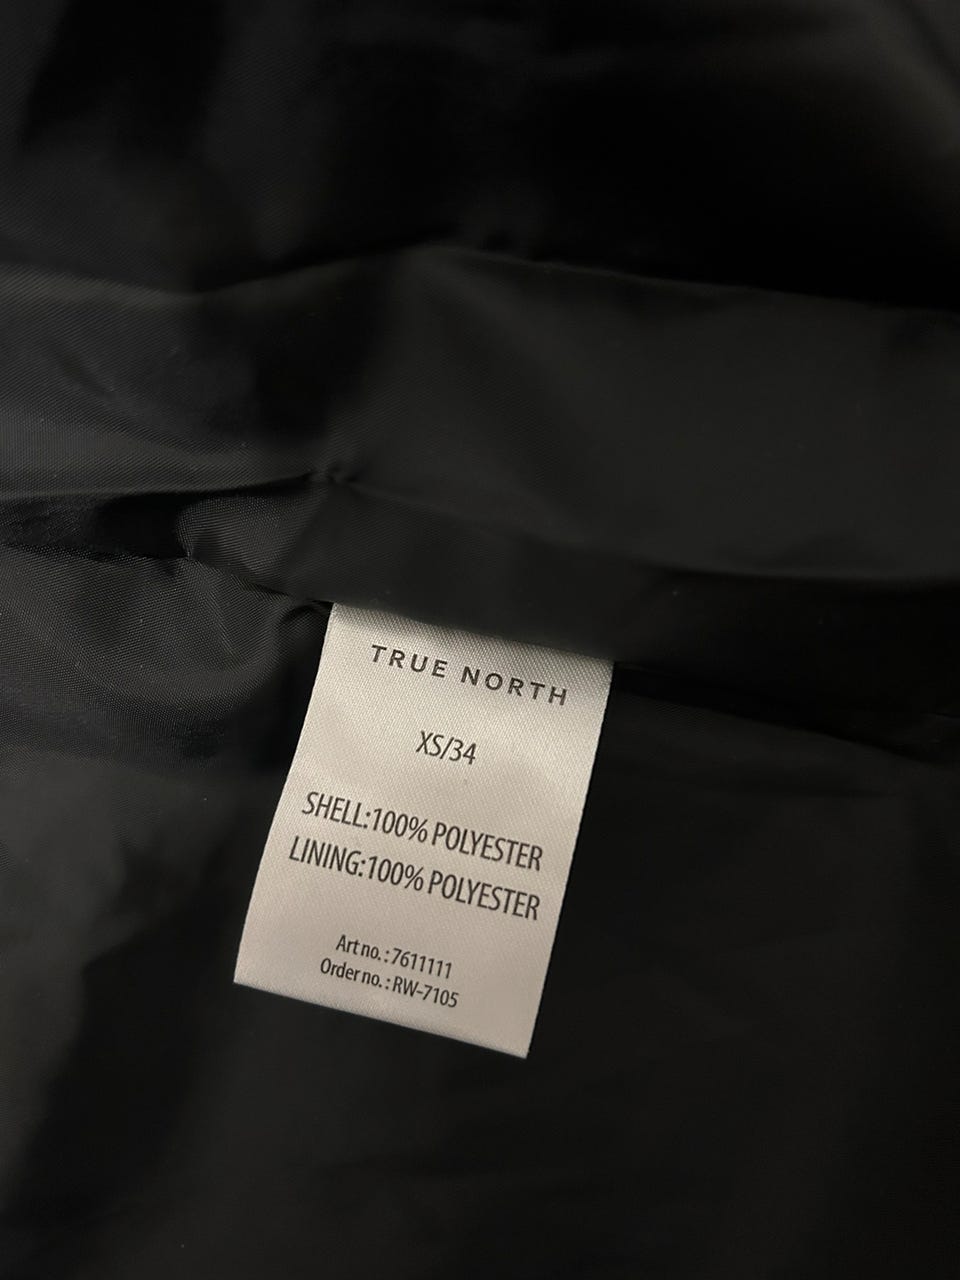 TRUE NORTH
XS/34
SHELL:100% POLYESTER
LINING:100% POLYESTER
Art no. : 7611111
Order no. : RW-7105